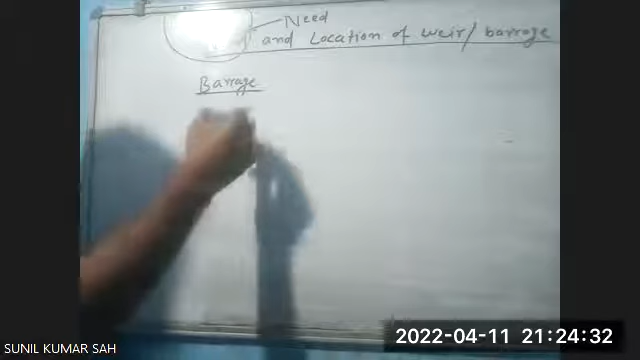 Need
and Location of weir/barrage
Barrage
SUNIL KUMAR SAH
2022-04-11 21:24:32